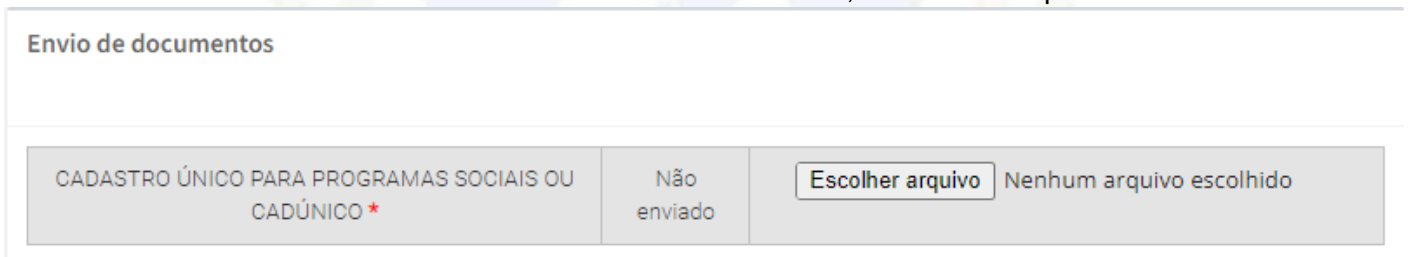 Envio de documentos
CADASTRO ÚNICO PARA PROGRAMAS SOCIAIS OU
CADÚNICO *
Não
enviado
Escolher arquivo Nenhum arquivo escolhido